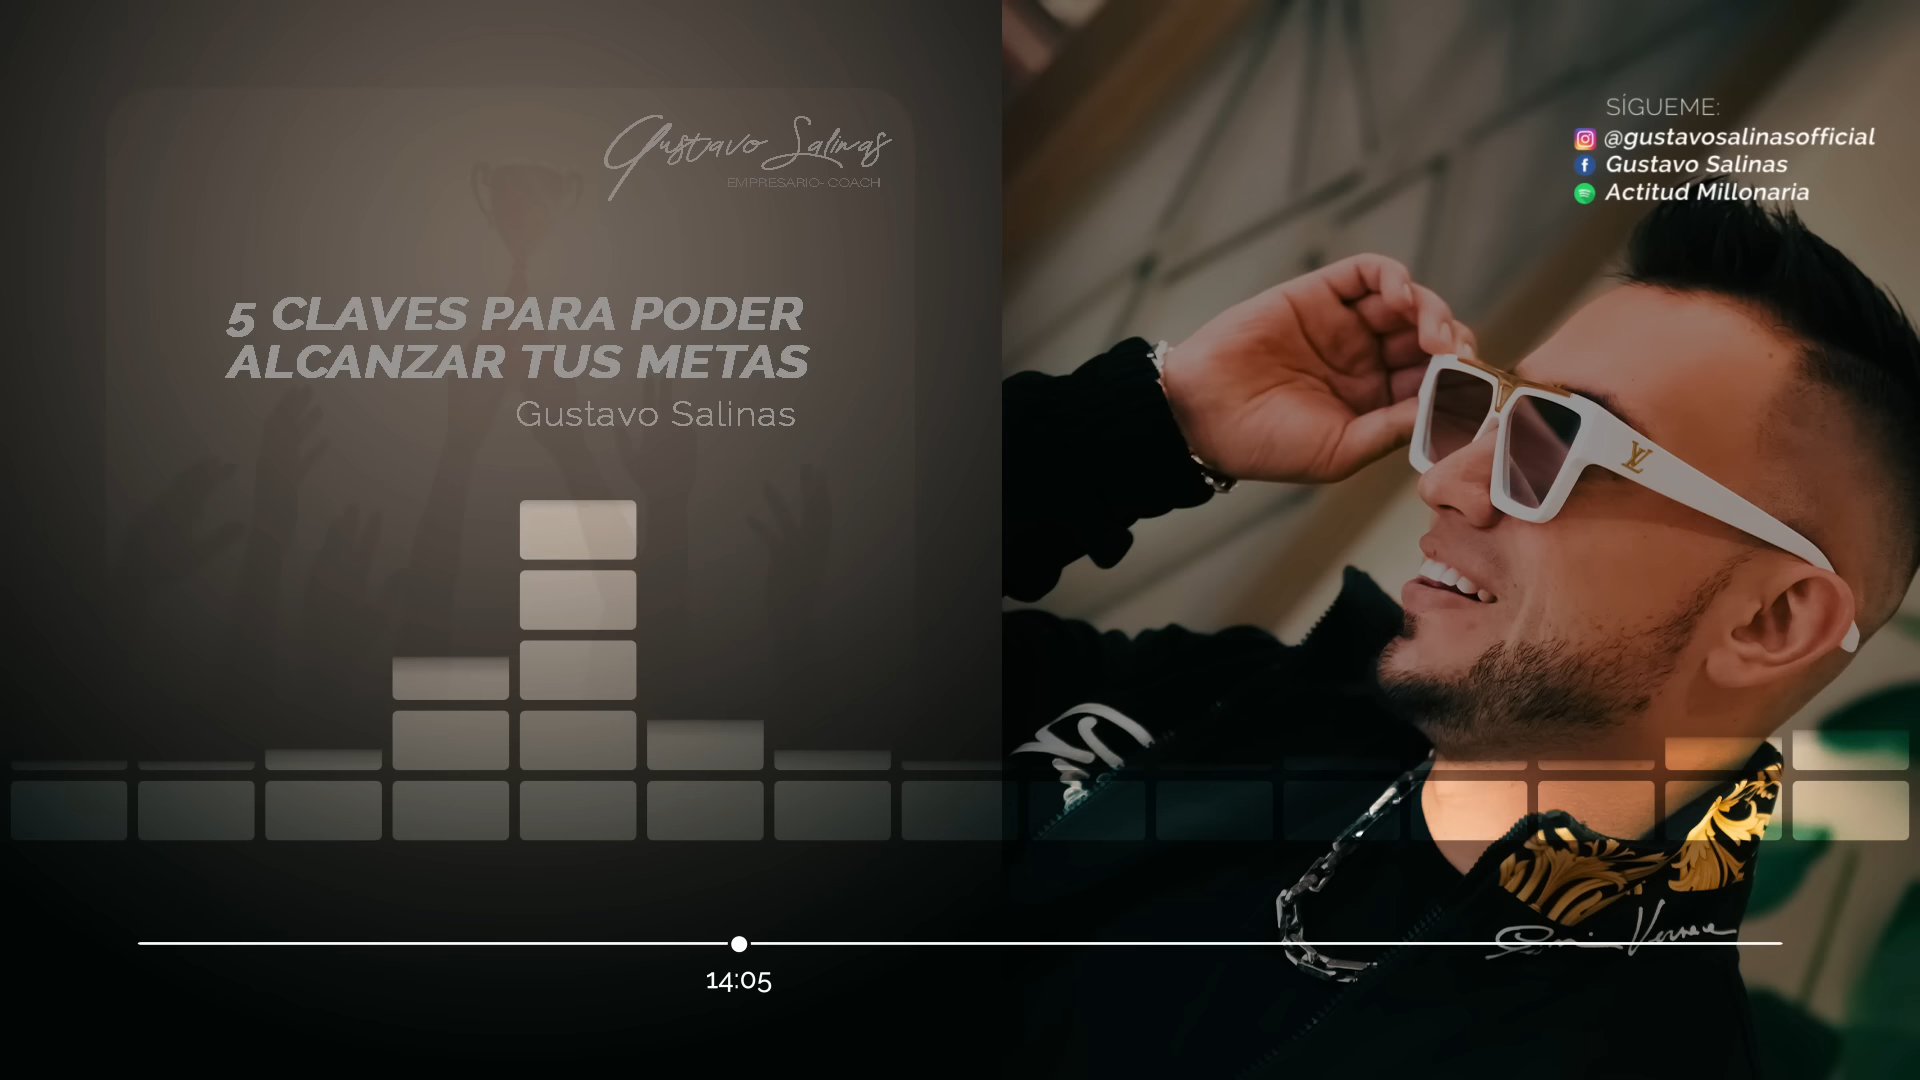 Gustavo Salinas
EMPRESARIO- COACH
5 CLAVES PARA PODER
ALCANZAR TUS METAS
Gustavo Salinas
SÍGUEME:
@gustavosalinasofficial
Gustavo Salinas
Actitud Millonaria
LV
14:05